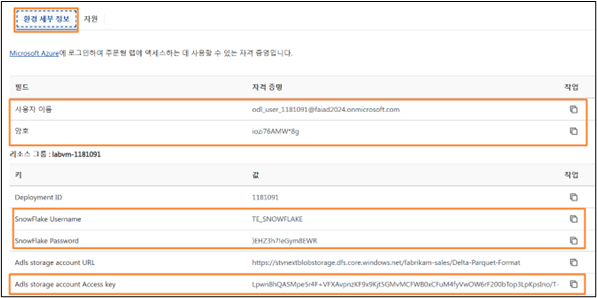 환경 세부 정보 자원
Microsoft Azure에 로그인하여 주문형 랩에 액세스하는 데 사용할 수 있는 자격 증명입니다.
필드 자격 증명 작업
사용자 이름 odl_user_1181091@faiad2024.onmicrosoft.com
암호 iozi76AMW*8g
리소스 그룹 : labvm-1181091
키 값 작업
Deployment ID 1181091
SnowFlake Username TE_SNOWFLAKE
SnowFlake Password
Adls storage account URL https://stvnextblobstorage.dfs.core.windows.net/fabrikam-sales/Delta-Parquet-Format
Adls storage account Access key